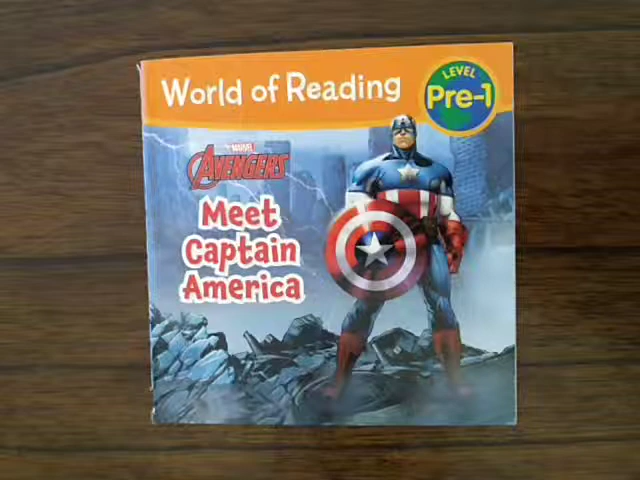 World of Reading
LEVEL
Pre-1
MARVEL
AVENGERS
Meet
Captain
America